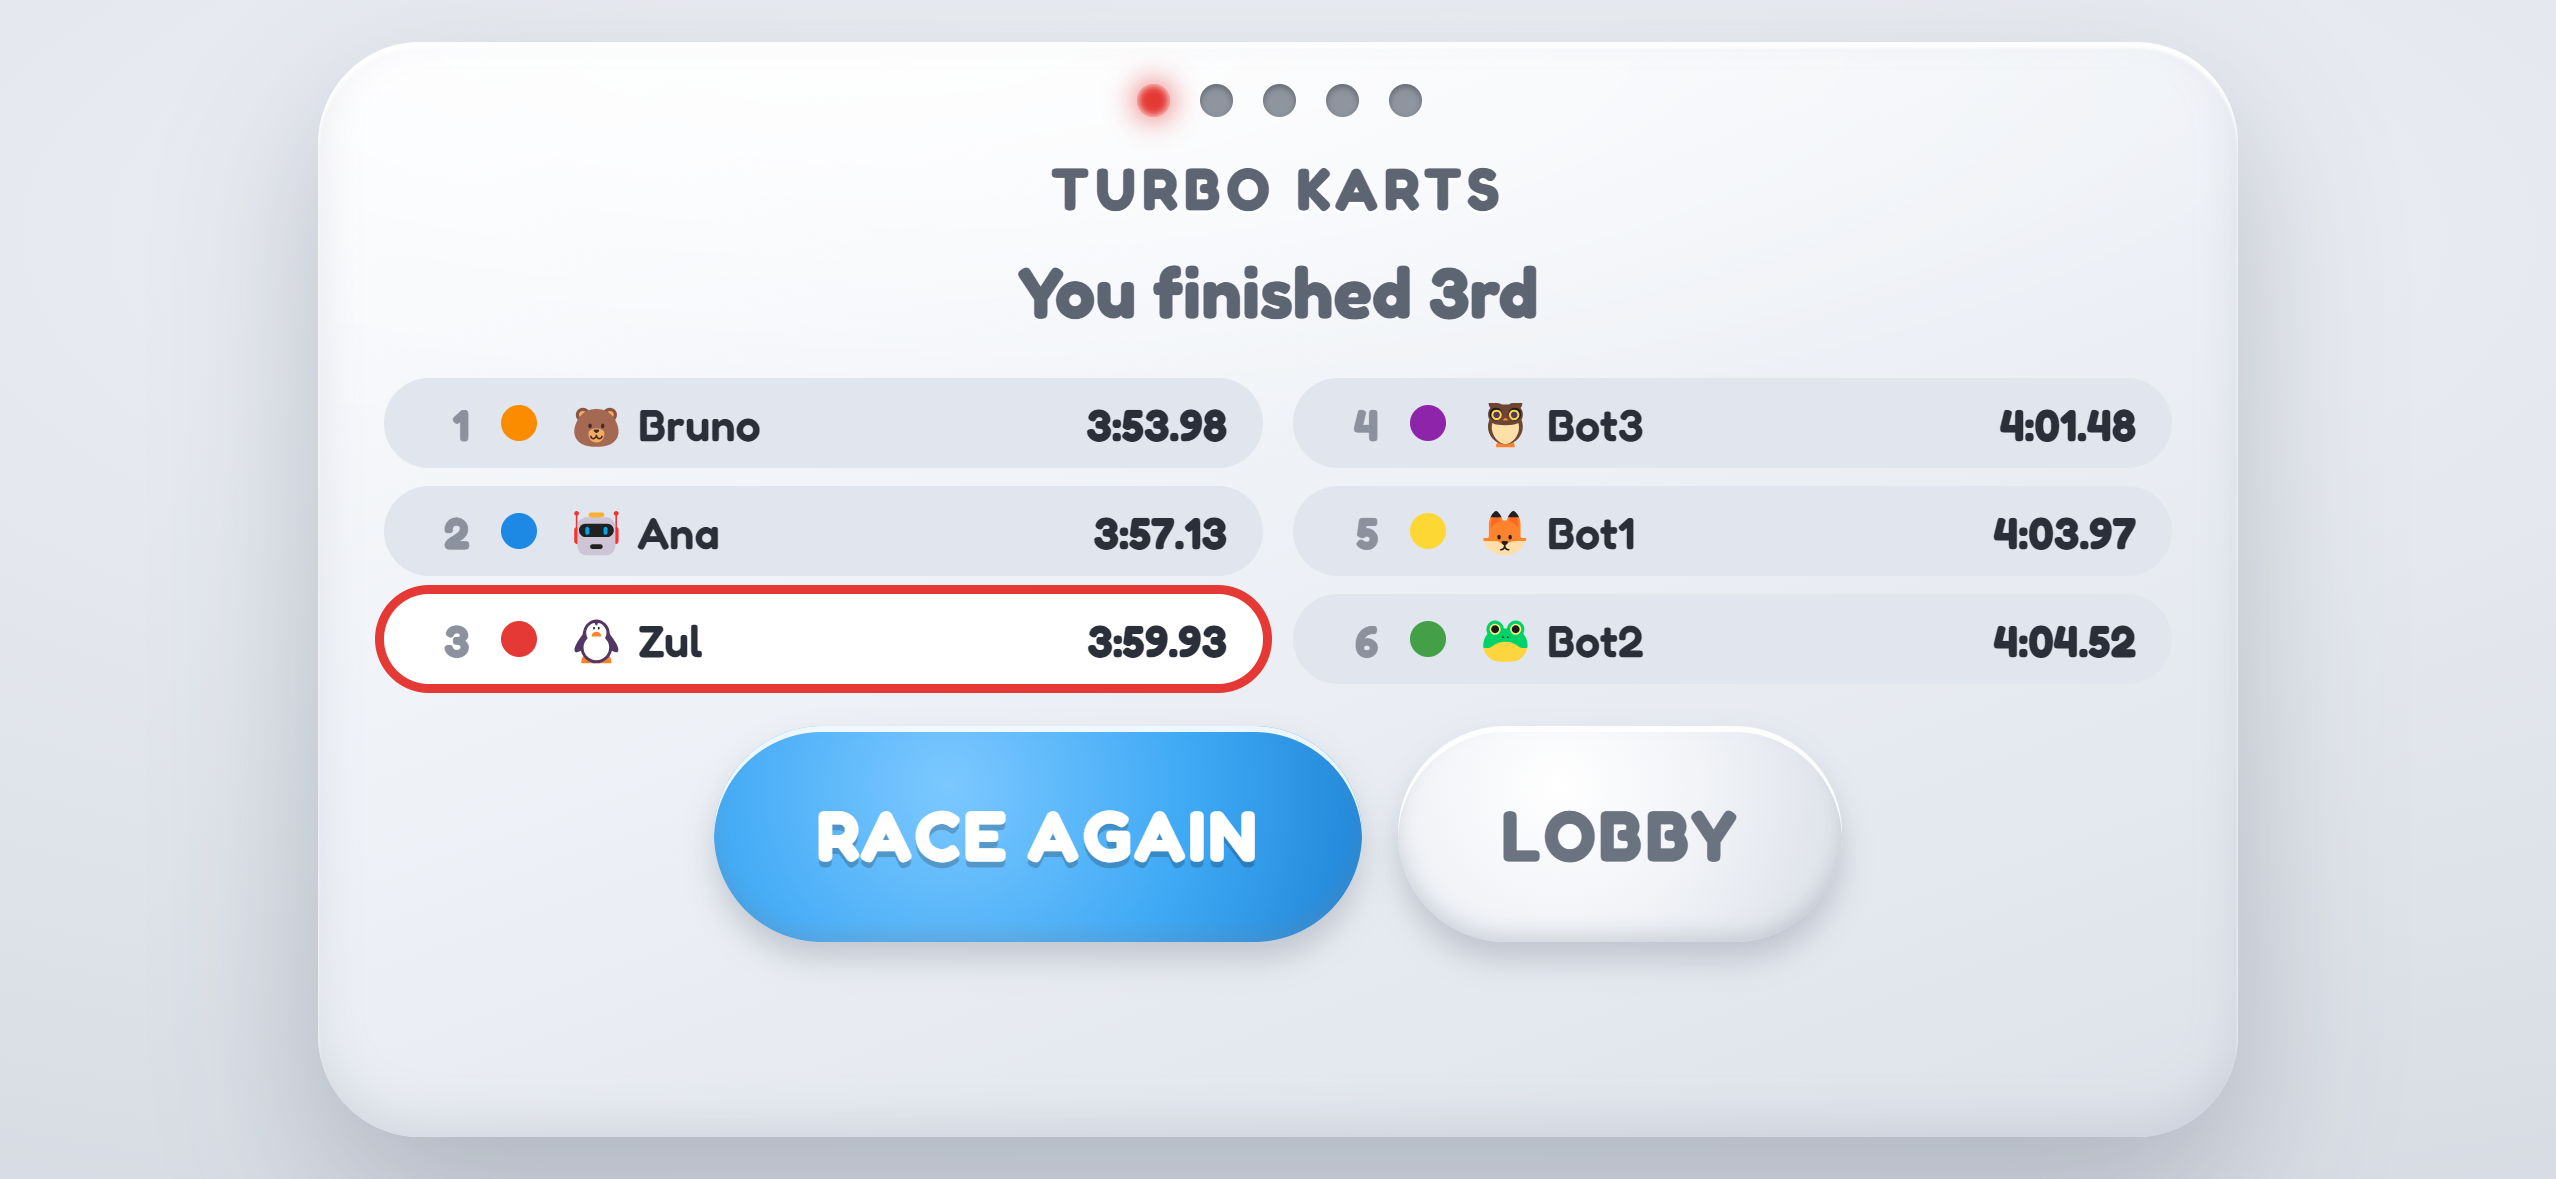 TURBO KARTS
You finished 3rd
1 Bruno 3:53.98
2 Ana 3:57.13
3 Zul 3:59.93
4 Bot3 4:01.48
5 Bot1 4:03.97
6 Bot2 4:04.52
RACE AGAIN
LOBBY